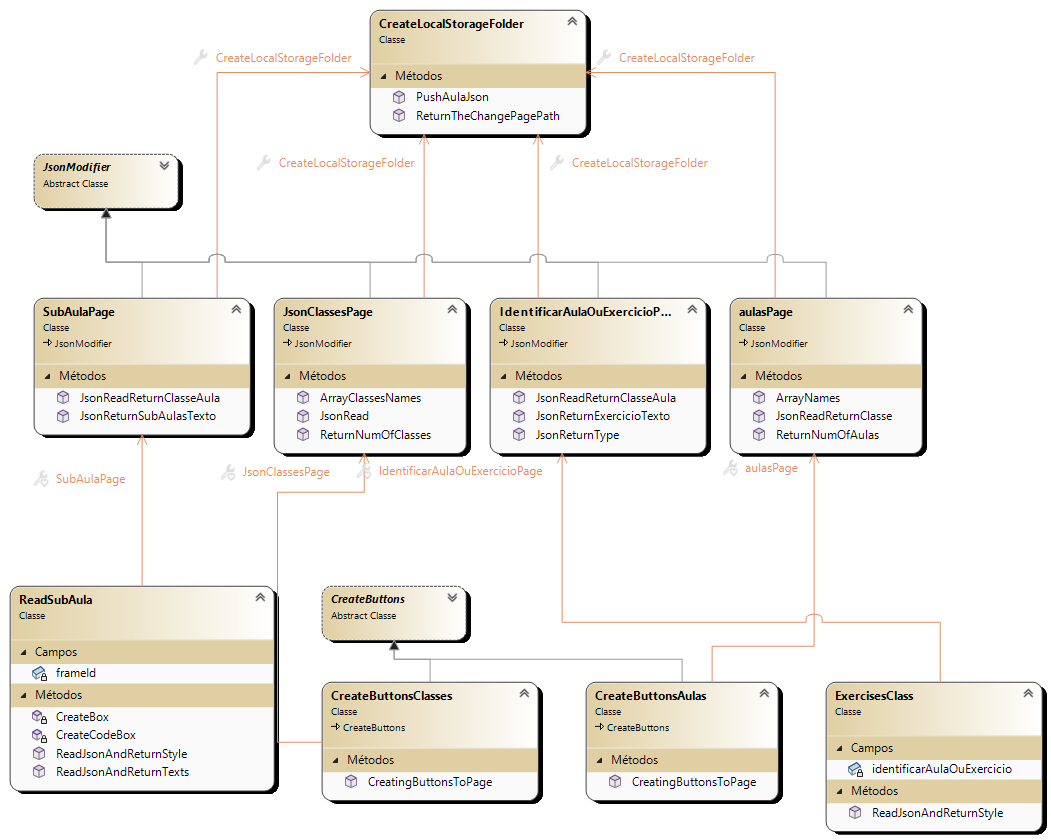 CreateLocalStorageFolder
Classe
Métodos
PushAulaJson
ReturnTheChangePagePath
CreateLocalStorageFolder
CreateLocalStorageFolder
CreateLocalStorageFolder
CreateLocalStorageFolder
JsonModifier
Abstract Classe
SubAulaPage
Classe
JsonModifier
Métodos
JsonReadReturnClasseAula
JsonReturnSubAulasTexto
JsonClassesPage
Classe
JsonModifier
Métodos
ArrayClassesNames
JsonRead
ReturnNumOfClasses
IdentificarAulaOuExercicioP...
Classe
JsonModifier
Métodos
JsonReadReturnClasseAula
JsonReturnExercicioTexto
JsonReturnType
aulasPage
Classe
JsonModifier
Métodos
ArrayNames
JsonReadReturnClasse
ReturnNumOfAulas
SubAulaPage
JsonClassesPage
IdentificarAulaOuExercicioPage
aulasPage
ReadSubAula
Classe
Campos
frameId
Métodos
CreateBox
CreateCodeBox
ReadJsonAndReturnStyle
ReadJsonAndReturnTexts
CreateButtons
Abstract Classe
CreateButtonsClasses
Classe
CreateButtons
Métodos
CreatingButtonsToPage
CreateButtonsAulas
Classe
CreateButtons
Métodos
CreatingButtonsToPage
ExercisesClass
Classe
Campos
identificarAulaOuExercicio
Métodos
ReadJsonAndReturnStyle